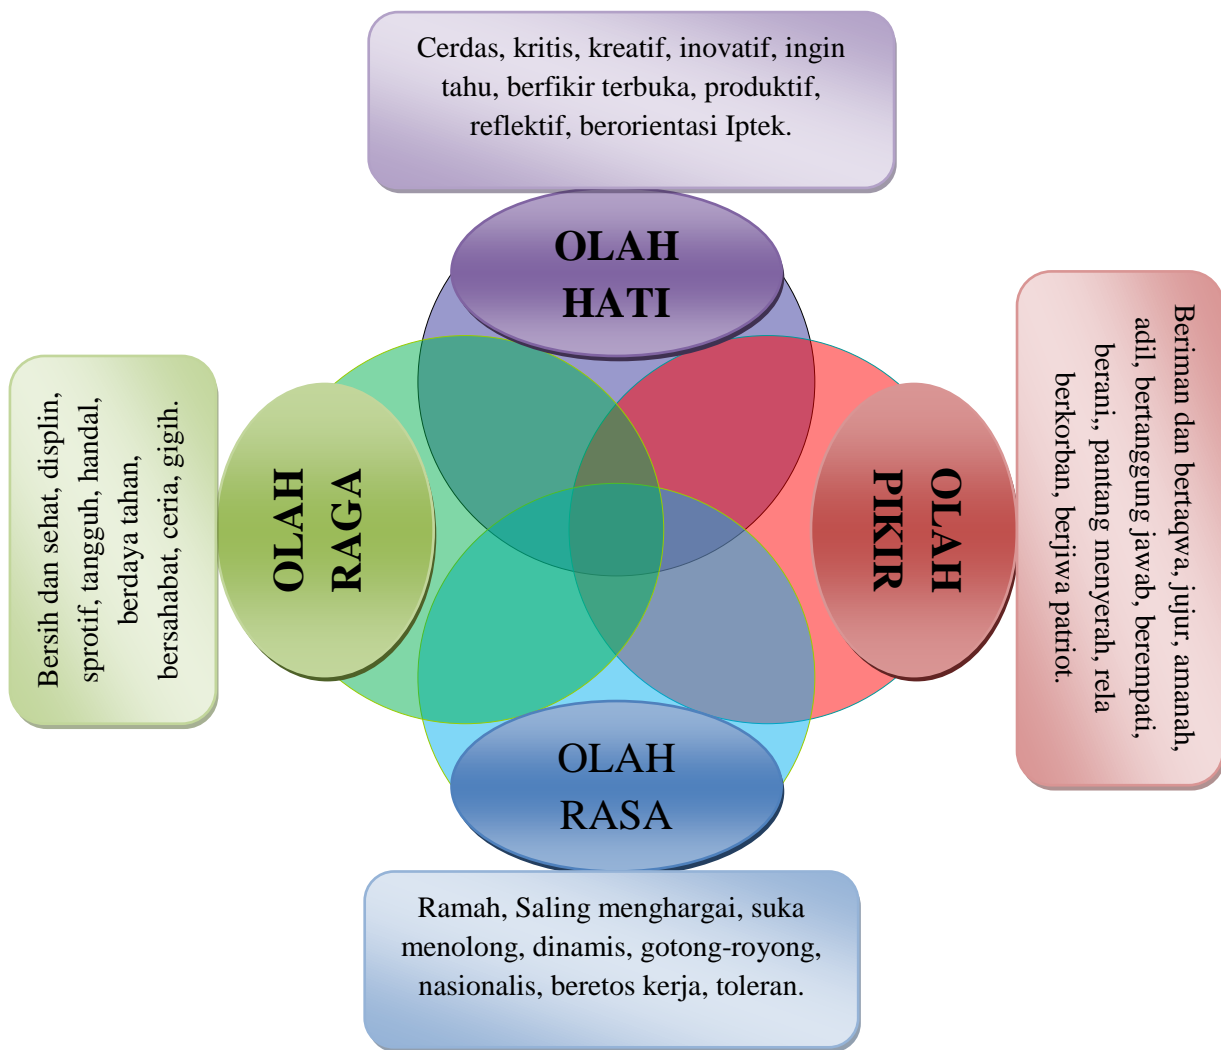 Cerdas, kritis, kreatif, inovatif, ingin
tahu, berfikir terbuka, produktif,
reflektif, berorientasi Iptek.
OLAH
HATI
Bersih dan sehat, displin,
sprotif, tangguh, handal,
berdaya tahan,
bersahabat, ceria, gigih.
OLAH
RAGA
OLAH
PIKIR
Beriman dan bertaqwa, jujur, amanah,
adil, bertanggung jawab, berempati,
berani,, pantang menyerah, rela
berkorban, berjiwa patriot.
OLAH
RASA
Ramah, Saling menghargai, suka
menolong, dinamis, gotong-royong,
nasionalis, beretos kerja, toleran.